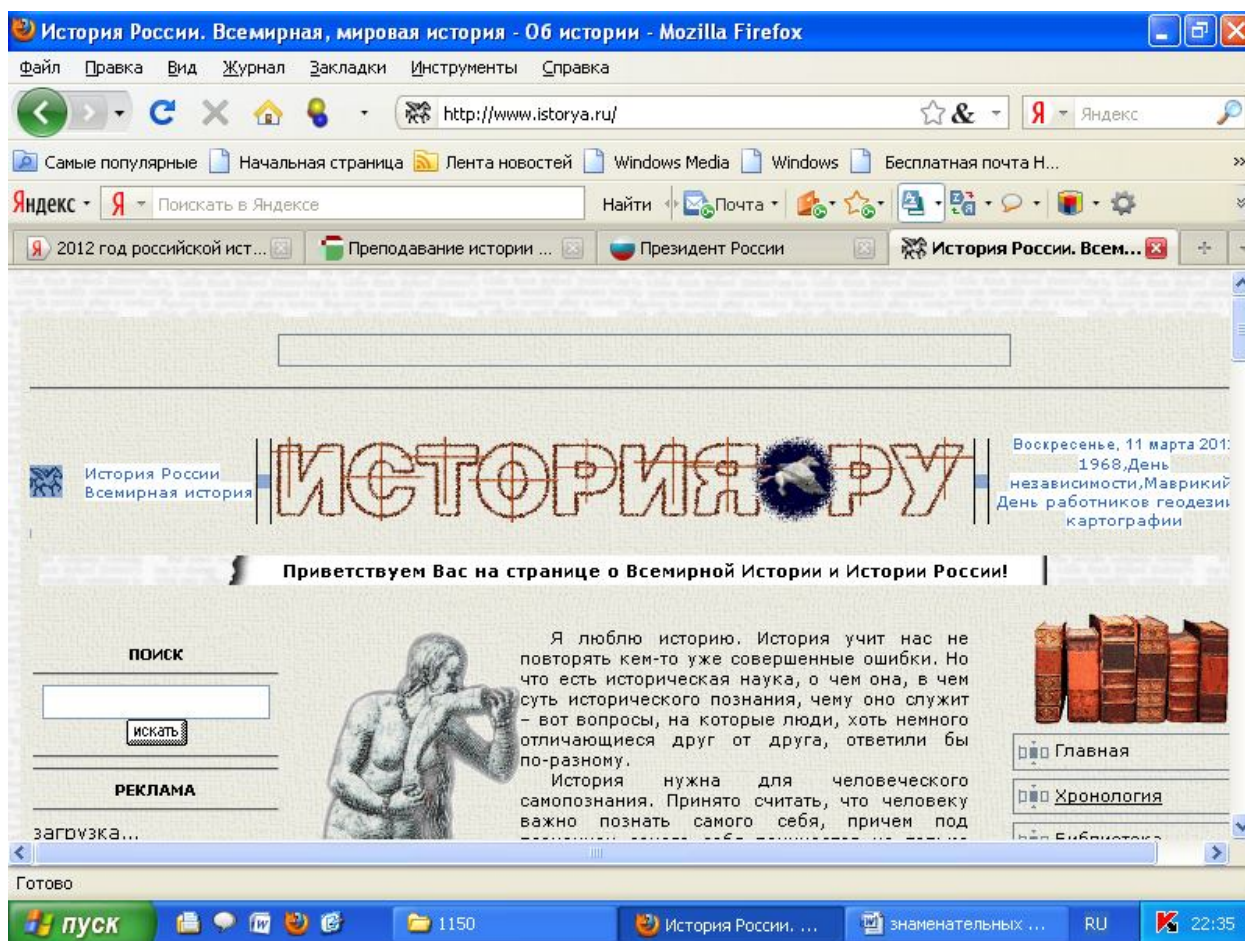 История России. Всемирная, мировая история - Об истории - Mozilla Firefox
Файл Правка Вид Журнал Закладки Инструменты Справка
http://www.istorya.ru/ & Я Яндекс
Самые популярные Начальная страница Лента новостей Windows Media Windows Бесплатная почта Н... »
Яндекс Я Поискать в Яндексе Найти Почта
Я 2012 год российской ист... Преподавание истории ... Президент России История России. Всем...
ИСТОРИЯ РУ
История России
Всемирная история
Воскресенье, 11 марта
1968,День
независимости,Маврикий
День работников геодезии
картографии
Приветствуем Вас на странице о Всемирной Истории и Истории России!
ПОИСК
искать
РЕКЛАМА
загрузка...
Я люблю историю. История учит нас не
повторять кем-то уже совершенные ошибки. Но
что есть историческая наука, о чем она, в чем
суть исторического познания, чему оно служит
– вот вопросы, на которые люди, хоть немного
отличающиеся друг от друга, ответили бы
по-разному.
История нужна для человеческого
самопознания. Принято считать, что человеку
важно познать самого себя, причем под
Главная
Хронология
Библиотека
Готово
пуск 1150 История России. ... знаменательных ... RU 22:35